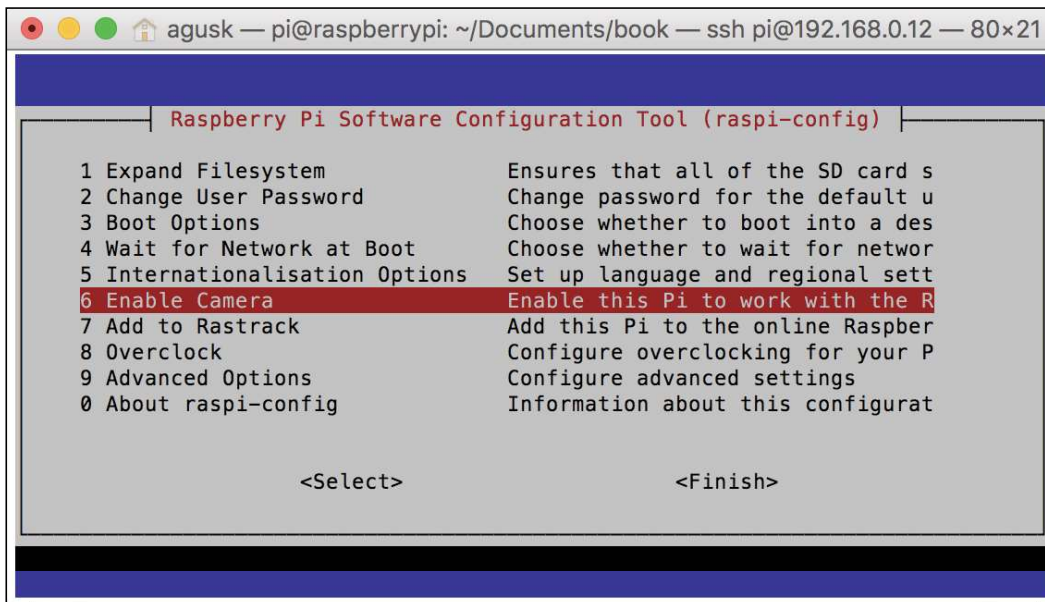 agusk — pi@raspberrypi: ~/Documents/book — ssh pi@192.168.0.12 — 80×21
Raspberry Pi Software Configuration Tool (raspi-config)
1 Expand Filesystem Ensures that all of the SD card s
2 Change User Password Change password for the default u
3 Boot Options Choose whether to boot into a des
4 Wait for Network at Boot Choose whether to wait for networ
5 Internationalisation Options Set up language and regional sett
6 Enable Camera Enable this Pi to work with the R
7 Add to Rastrack Add this Pi to the online Raspber
8 Overclock Configure overclocking for your P
9 Advanced Options Configure advanced settings
0 About raspi-config Information about this configurat
<Select> <Finish>